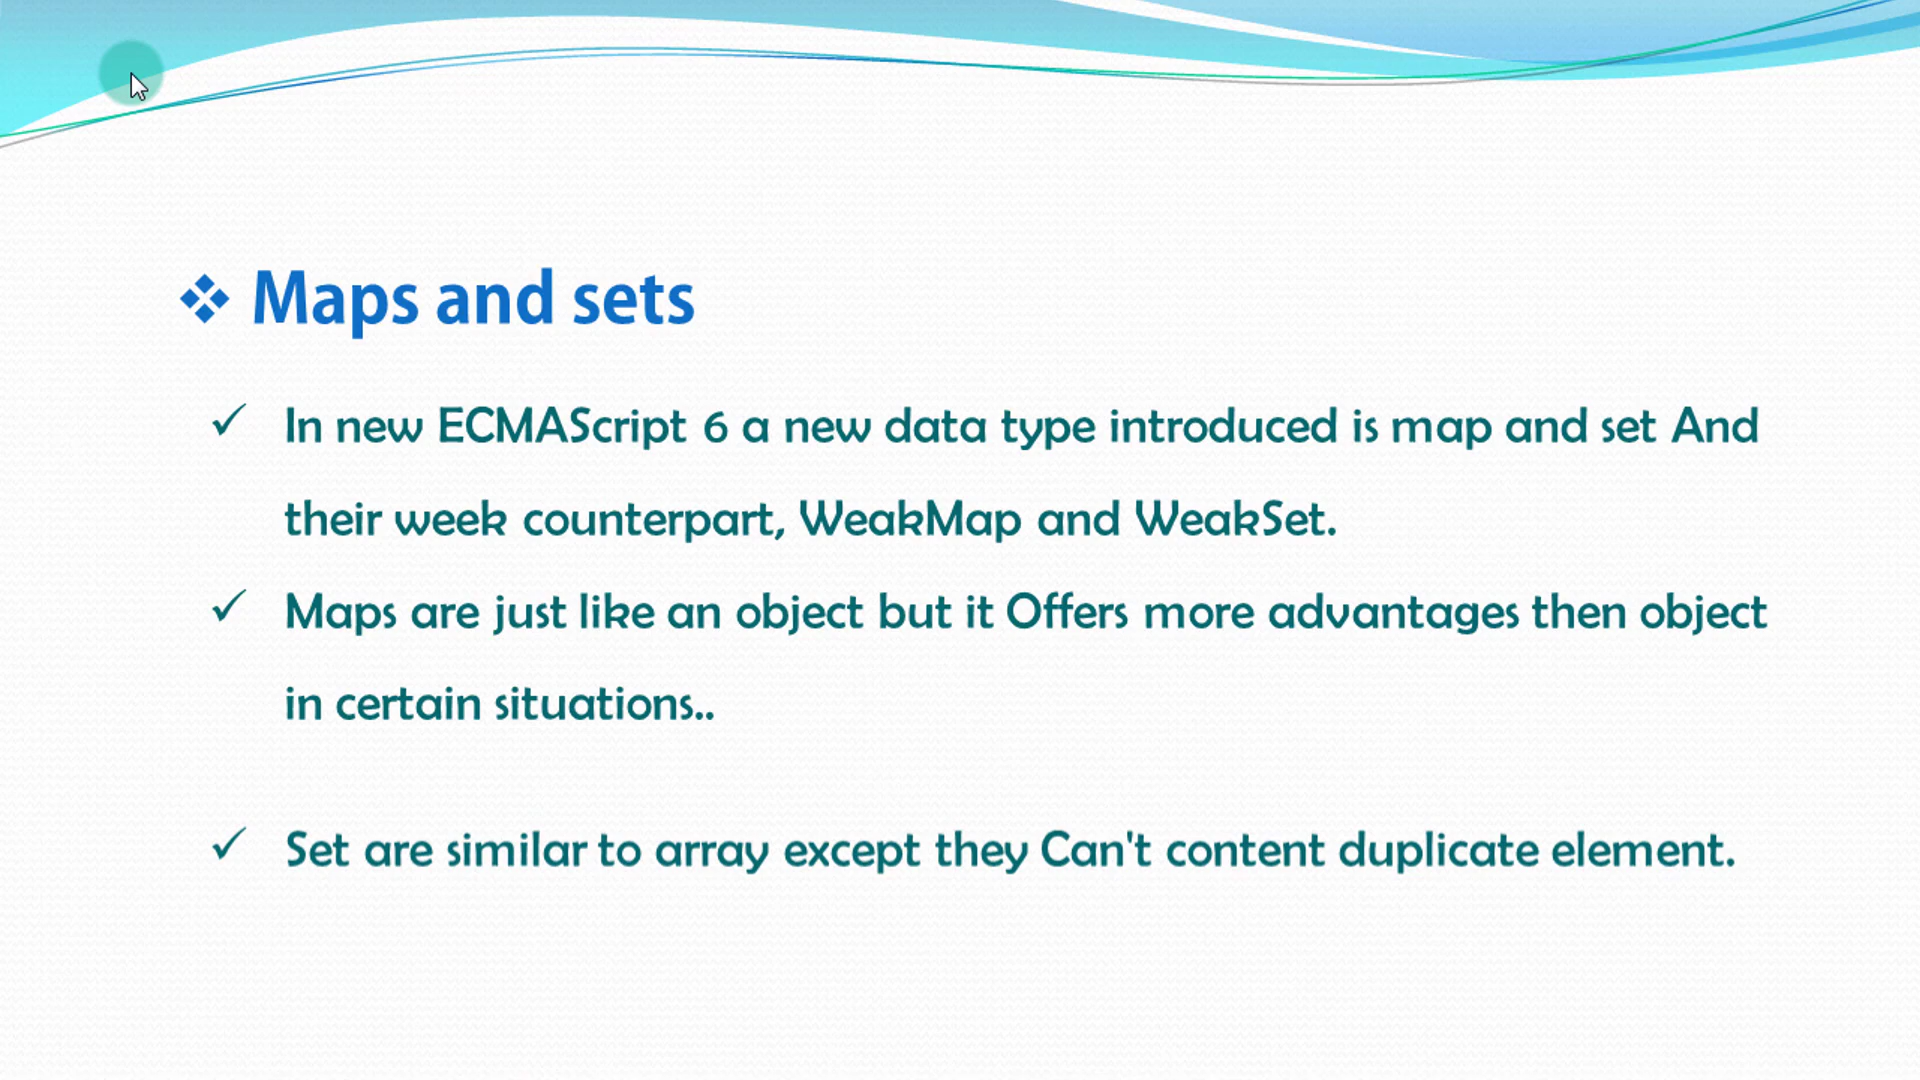 ❖ Maps and sets
✓ In new ECMAScript 6 a new data type introduced is map and set And
their week counterpart, WeakMap and WeakSet.
✓ Maps are just like an object but it Offers more advantages then object
in certain situations..
✓ Set are similar to array except they Can't content duplicate element.